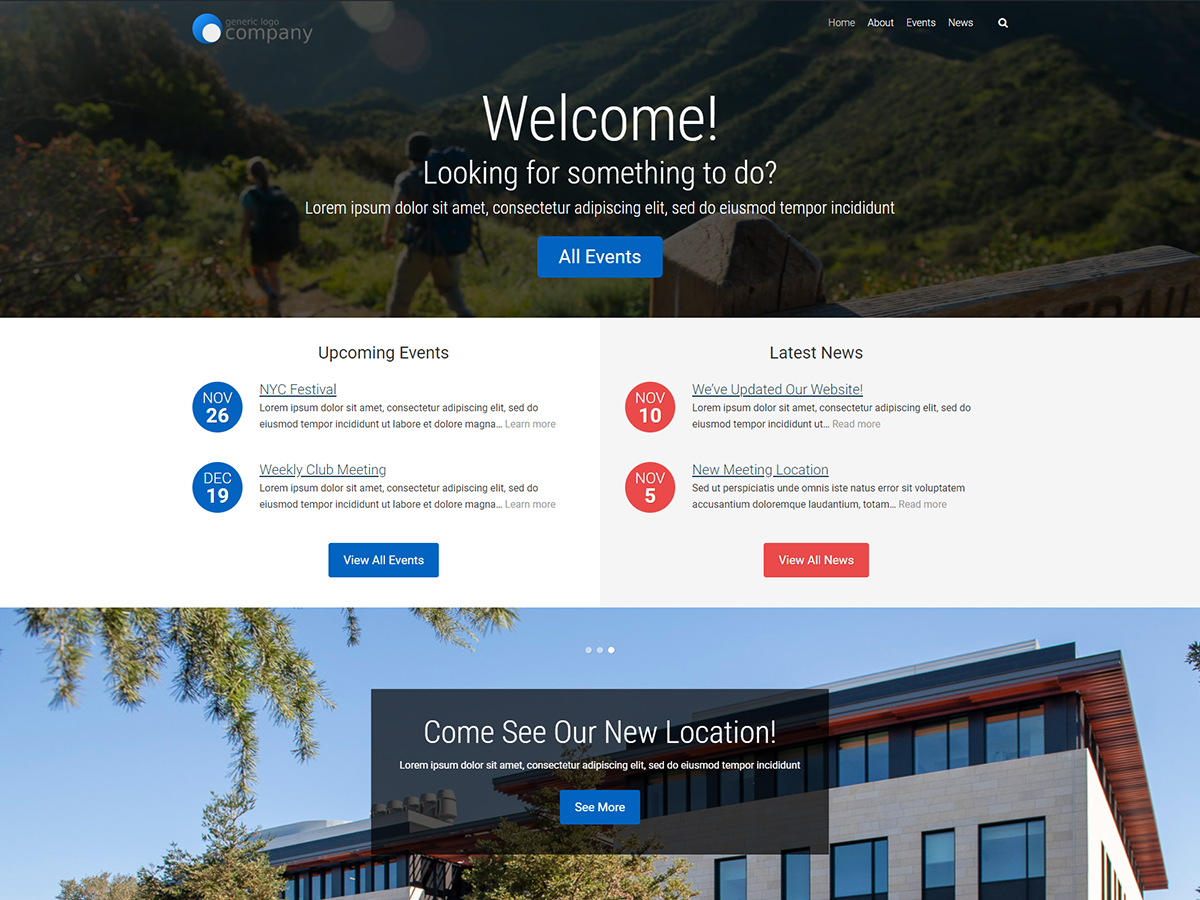 generic logo
company
Home About Events News
Welcome!
Looking for something to do?
Lorem ipsum dolor sit amet, consectetur adipiscing elit, sed do eiusmod tempor incididunt
All Events
Upcoming Events
NOV
26
NYC Festival
Lorem ipsum dolor sit amet, consectetur adipiscing elit, sed do
eiusmod tempor incididunt ut labore et dolore magna... Learn more
DEC
19
Weekly Club Meeting
Lorem ipsum dolor sit amet, consectetur adipiscing elit, sed do
eiusmod tempor incididunt ut labore et dolore magna... Learn more
View All Events
Latest News
NOV
10
We've Updated Our Website!
Lorem ipsum dolor sit amet, consectetur adipiscing elit, sed do
eiusmod tempor incididunt ut... Read more
NOV
5
New Meeting Location
Sed ut perspiciatis unde omnis iste natus error sit voluptatem
accusantium doloremque laudantium, totam... Read more
View All News
Come See Our New Location!
Lorem ipsum dolor sit amet, consectetur adipiscing elit, sed do eiusmod tempor incididunt
See More